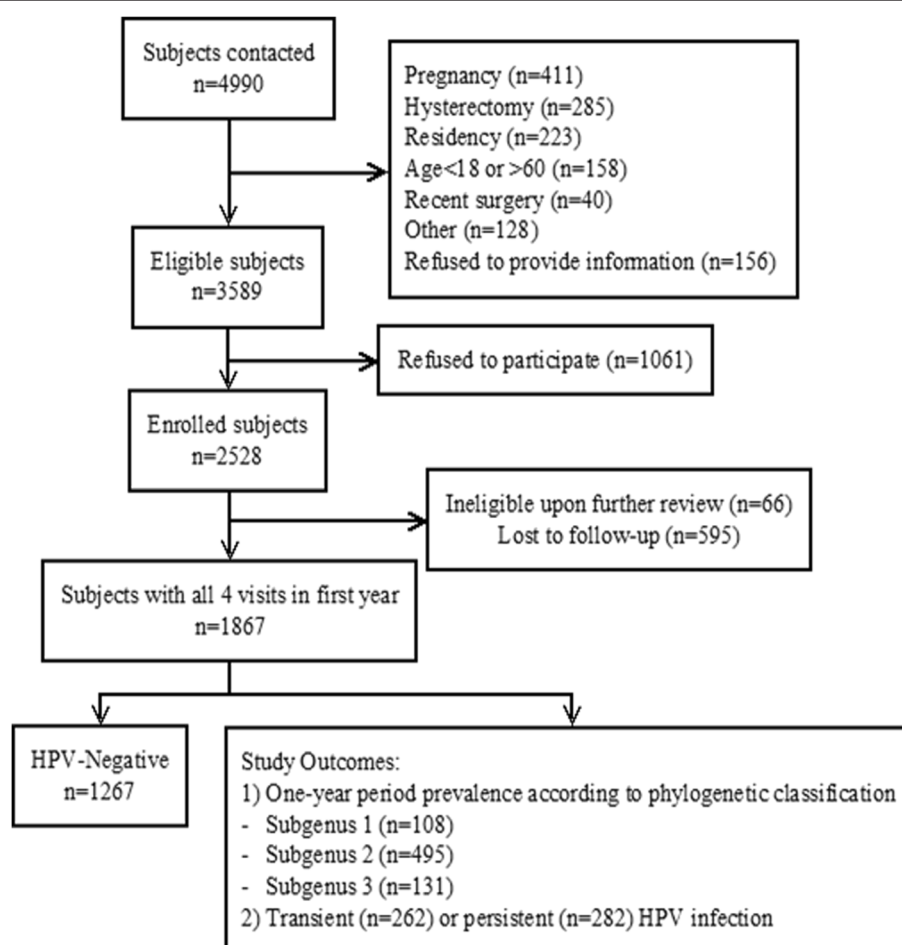 Subjects contacted
n=4990
Pregnancy (n=411)
Hysterectomy (n=285)
Residency (n=223)
Age<18 or >60 (n=158)
Recent surgery (n=40)
Other (n=128)
Refused to provide information (n=156)
Eligible subjects
n=3589
Refused to participate (n=1061)
Enrolled subjects
n=2528
Ineligible upon further review (n=66)
Lost to follow-up (n=595)
Subjects with all 4 visits in first year
n=1867
HPV-Negative
n=1267
Study Outcomes:
1) One-year period prevalence according to phylogenetic classification
- Subgenus 1 (n=108)
- Subgenus 2 (n=495)
- Subgenus 3 (n=131)
2) Transient (n=262) or persistent (n=282) HPV infection